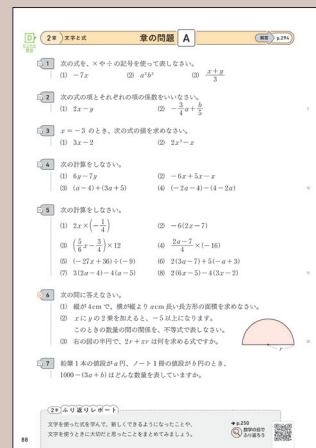 2章 文字と式 章の問題 A 解答 p.294
1 次の式を、×や÷の記号を使って表しなさい。
(1) −7x (2) a²b³ (3) (x+y)/3
2 次の式の項とそれぞれの項の係数をいいなさい。
(1) 2x−y (2) −3/4a+b/5
3 x=−3 のとき、次の式の値を求めなさい。
(1) 3x−2 (2) 2x²−x
4 次の計算をしなさい。
(1) 6y−7y (2) −6x+5x−x
(3) (a−4)+(3a+5) (4) (−2a−4)−(4−2a)
5 次の計算をしなさい。
(1) 2x×(−1/4) (2) −6(2x−7)
(3) (5/6x−3/4)×12 (4) (2a−7)/4×(−16)
(5) (−27x+36)÷(−9) (6) 2(3a−7)+5(−a+3)
(7) 2(2a−4)−4(a−5) (8) 2(6x−5)−4(3x−2)
6 次の問に答えなさい。
(1) 縦が4cmで、横が縦よりacm長い長方形の面積を求めなさい。
(2) xにyの2乗を加えると、−5以上になります。
このときの数量の間の関係を、不等式で表しなさい。
(3) 右の図の半円で、2r+πrは何を求める式ですか。
r
7 鉛筆1本の値段がa円、ノート1冊の値段がb円のとき、
1000−(3a+b)はどんな数量を表していますか。
2章 ふり返りレポート
文字を使った式を学んで、新しくできるようになったことや、
文字を使うときに大切だと思ったことをまとめてみましょう。
p.250
数学の目で
ふり返ろう
88